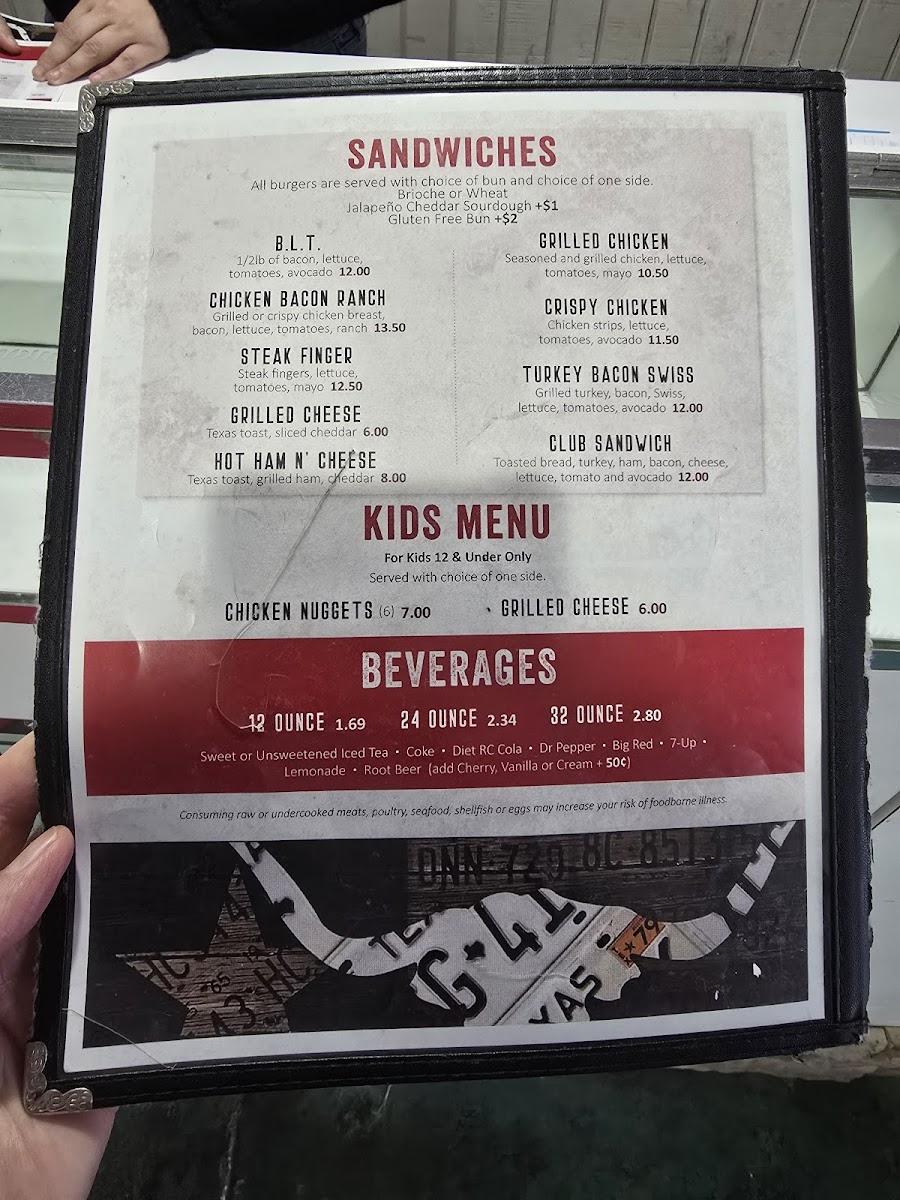 SANDWICHES
All burgers are served with choice of bun and choice of one side.
Brioche or Wheat
Jalapeño Cheddar Sourdough +$1
Gluten Free Bun +$2
B.L.T.
1/2lb of bacon, lettuce,
tomatoes, avocado 12.00
CHICKEN BACON RANCH
Grilled or crispy chicken breast,
bacon, lettuce, tomatoes, ranch 13.50
STEAK FINGER
Steak fingers, lettuce,
tomatoes, mayo 12.50
GRILLED CHEESE
Texas toast, sliced cheddar 6.00
HOT HAM N' CHEESE
Texas toast, grilled ham, cheddar 8.00
GRILLED CHICKEN
Seasoned and grilled chicken, lettuce,
tomatoes, mayo 10.50
CRISPY CHICKEN
Chicken strips, lettuce,
tomatoes, avocado 11.50
TURKEY BACON SWISS
Grilled turkey, bacon, Swiss,
lettuce, tomatoes, avocado 12.00
CLUB SANDWICH
Toasted bread, turkey, ham, bacon, cheese,
lettuce, tomato and avocado 12.00
KIDS MENU
For Kids 12 & Under Only
Served with choice of one side.
CHICKEN NUGGETS (6) 7.00 • GRILLED CHEESE 6.00
BEVERAGES
12 OUNCE 1.69 24 OUNCE 2.34 32 OUNCE 2.80
Sweet or Unsweetened Iced Tea • Coke • Diet RC Cola • Dr Pepper • Big Red • 7-Up •
Lemonade • Root Beer (add Cherry, Vanilla or Cream + 50¢)
Consuming raw or undercooked meats, poultry, seafood, shellfish or eggs may increase your risk of foodborne illness.
DNN·729 8C·8513
G★41
★79
XAS